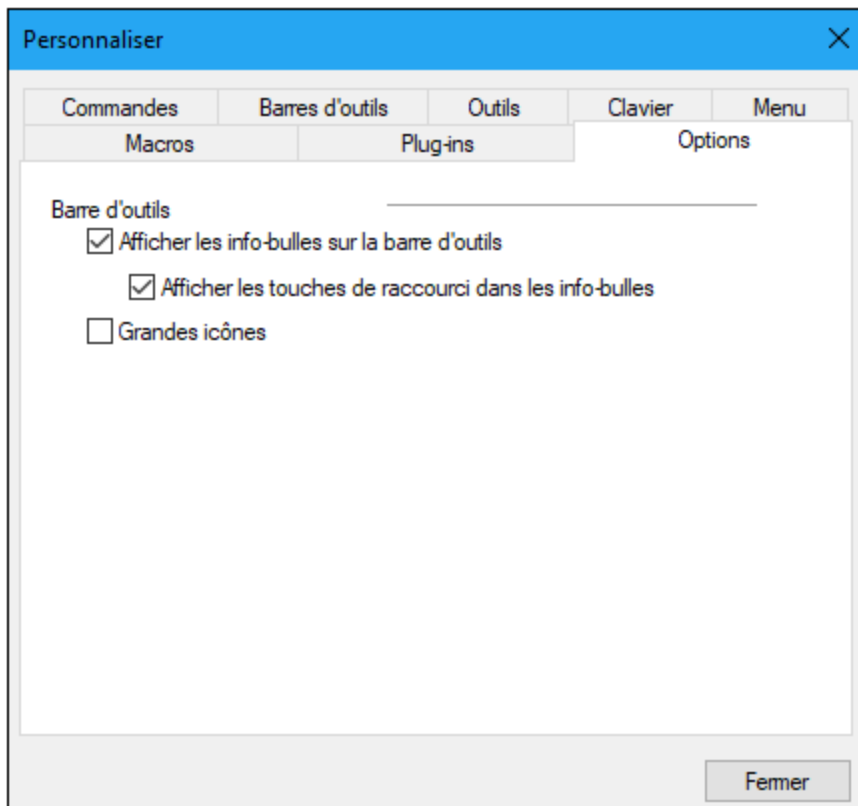 Personnaliser
Commandes Barres d'outils Outils Clavier Menu
Macros Plug-ins Options
Barre d'outils
Afficher les info-bulles sur la barre d'outils
Afficher les touches de raccourci dans les info-bulles
Grandes icônes
Fermer